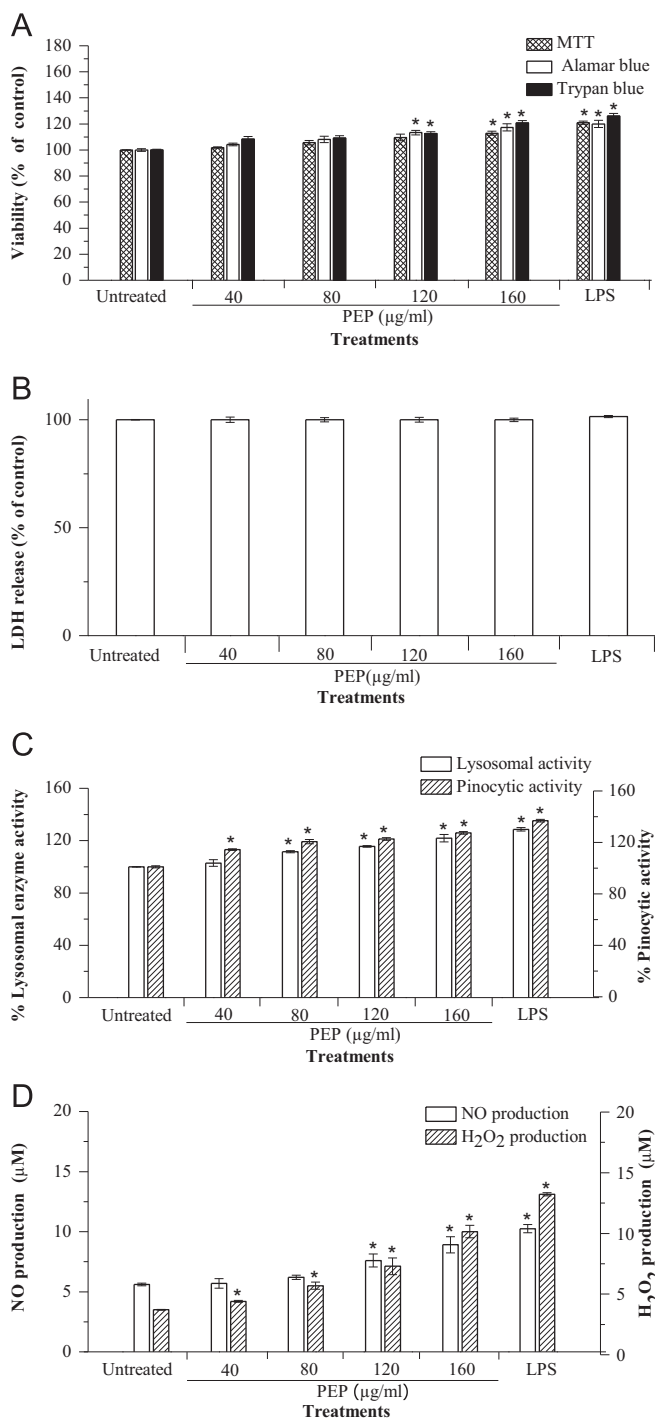 A
180
160
140
120
100
80
60
40
20
0
Viability (% of control)
MTT
Alamar blue
Trypan blue
* *
* * *
* * *
Untreated 40 80 120 160 LPS
PEP (µg/ml)
Treatments
B
100
50
0
LDH release (% of control)
Untreated 40 80 120 160 LPS
PEP(µg/ml)
Treatments
C
160
120
80
40
0
% Lysosomal enzyme activity
Lysosomal activity
Pinocytic activity
*
* *
* *
* *
* *
160
120
80
40
0
% Pinocytic activity
Untreated 40 80 120 160 LPS
PEP (µg/ml)
Treatments
D
20
15
10
5
0
NO production (µM)
NO production
H₂O₂ production
*
*
* *
* *
* *
20
15
10
5
0
H₂O₂ production (µM)
Untreated 40 80 120 160 LPS
PEP (µg/ml)
Treatments